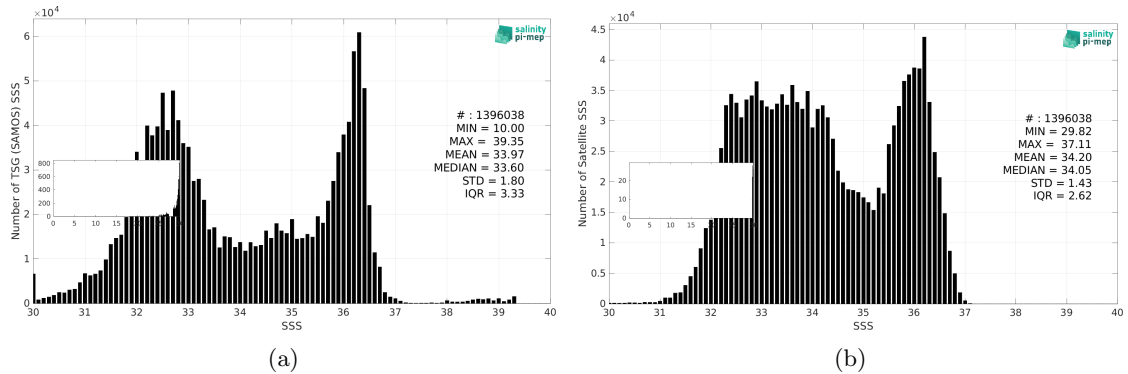 ×10⁴
6
5
4
3
2
1
0
Number of TSG (SAMOS) SSS
salinity
pi-mep
# : 1396038
MIN = 10.00
MAX = 39.35
MEAN = 33.97
MEDIAN = 33.60
STD = 1.80
IQR = 3.33
800
600
400
200
0
0 5 10 15
30 31 32 33 34 35 36 37 38 39 40
SSS
(a)
×10⁴
4.5
4
3.5
3
2.5
2
1.5
1
0.5
0
Number of Satellite SSS
salinity
pi-mep
# : 1396038
MIN = 29.82
MAX = 37.11
MEAN = 34.20
MEDIAN = 34.05
STD = 1.43
IQR = 2.62
20
10
0
0 5 10 15 20
30 31 32 33 34 35 36 37 38 39 40
SSS
(b)